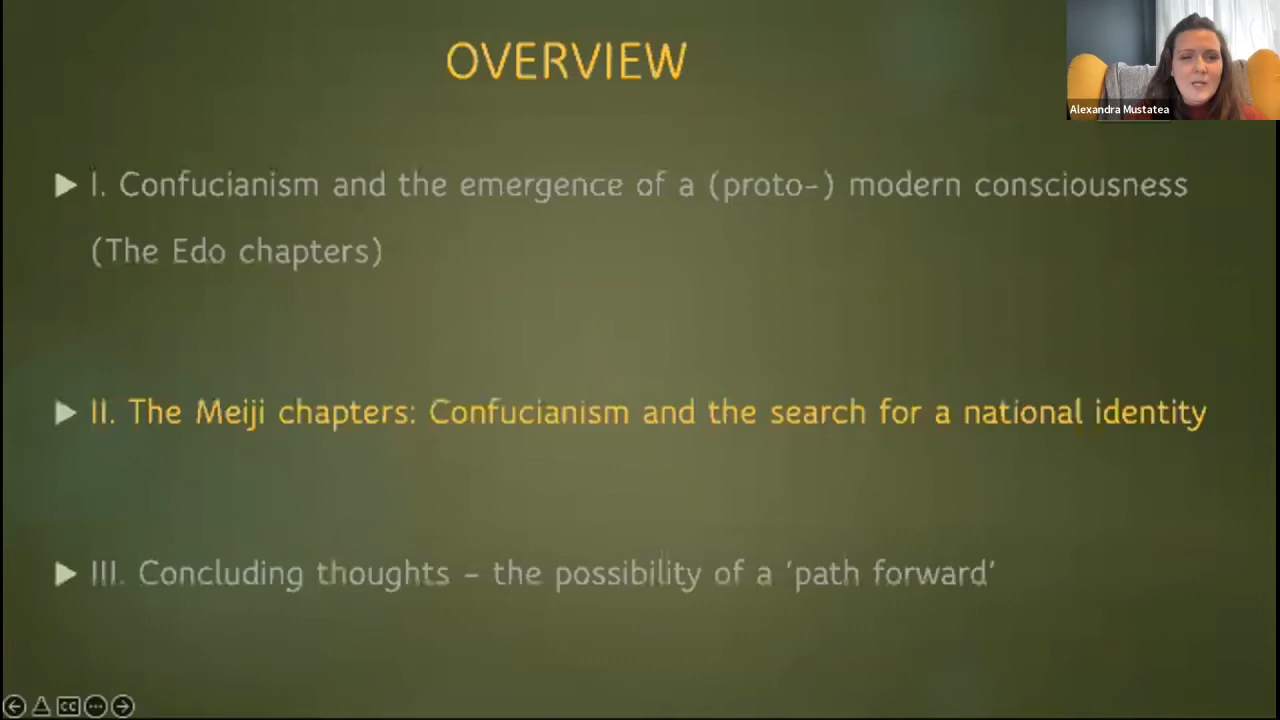 OVERVIEW
Alexandra Mustatea
I. Confucianism and the emergence of a (proto-) modern consciousness
(The Edo chapters)
II. The Meiji chapters: Confucianism and the search for a national identity
III. Concluding thoughts – the possibility of a ‘path forward’
CC